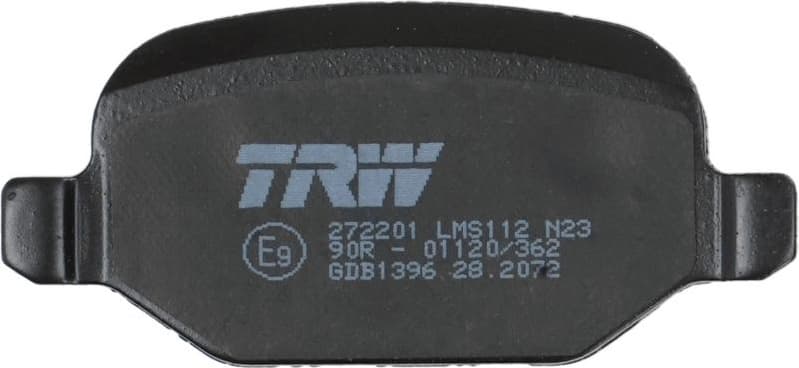 TRW
272201 LMS112 N23
E9 90R - 01120/362
GDB1396 28.2072